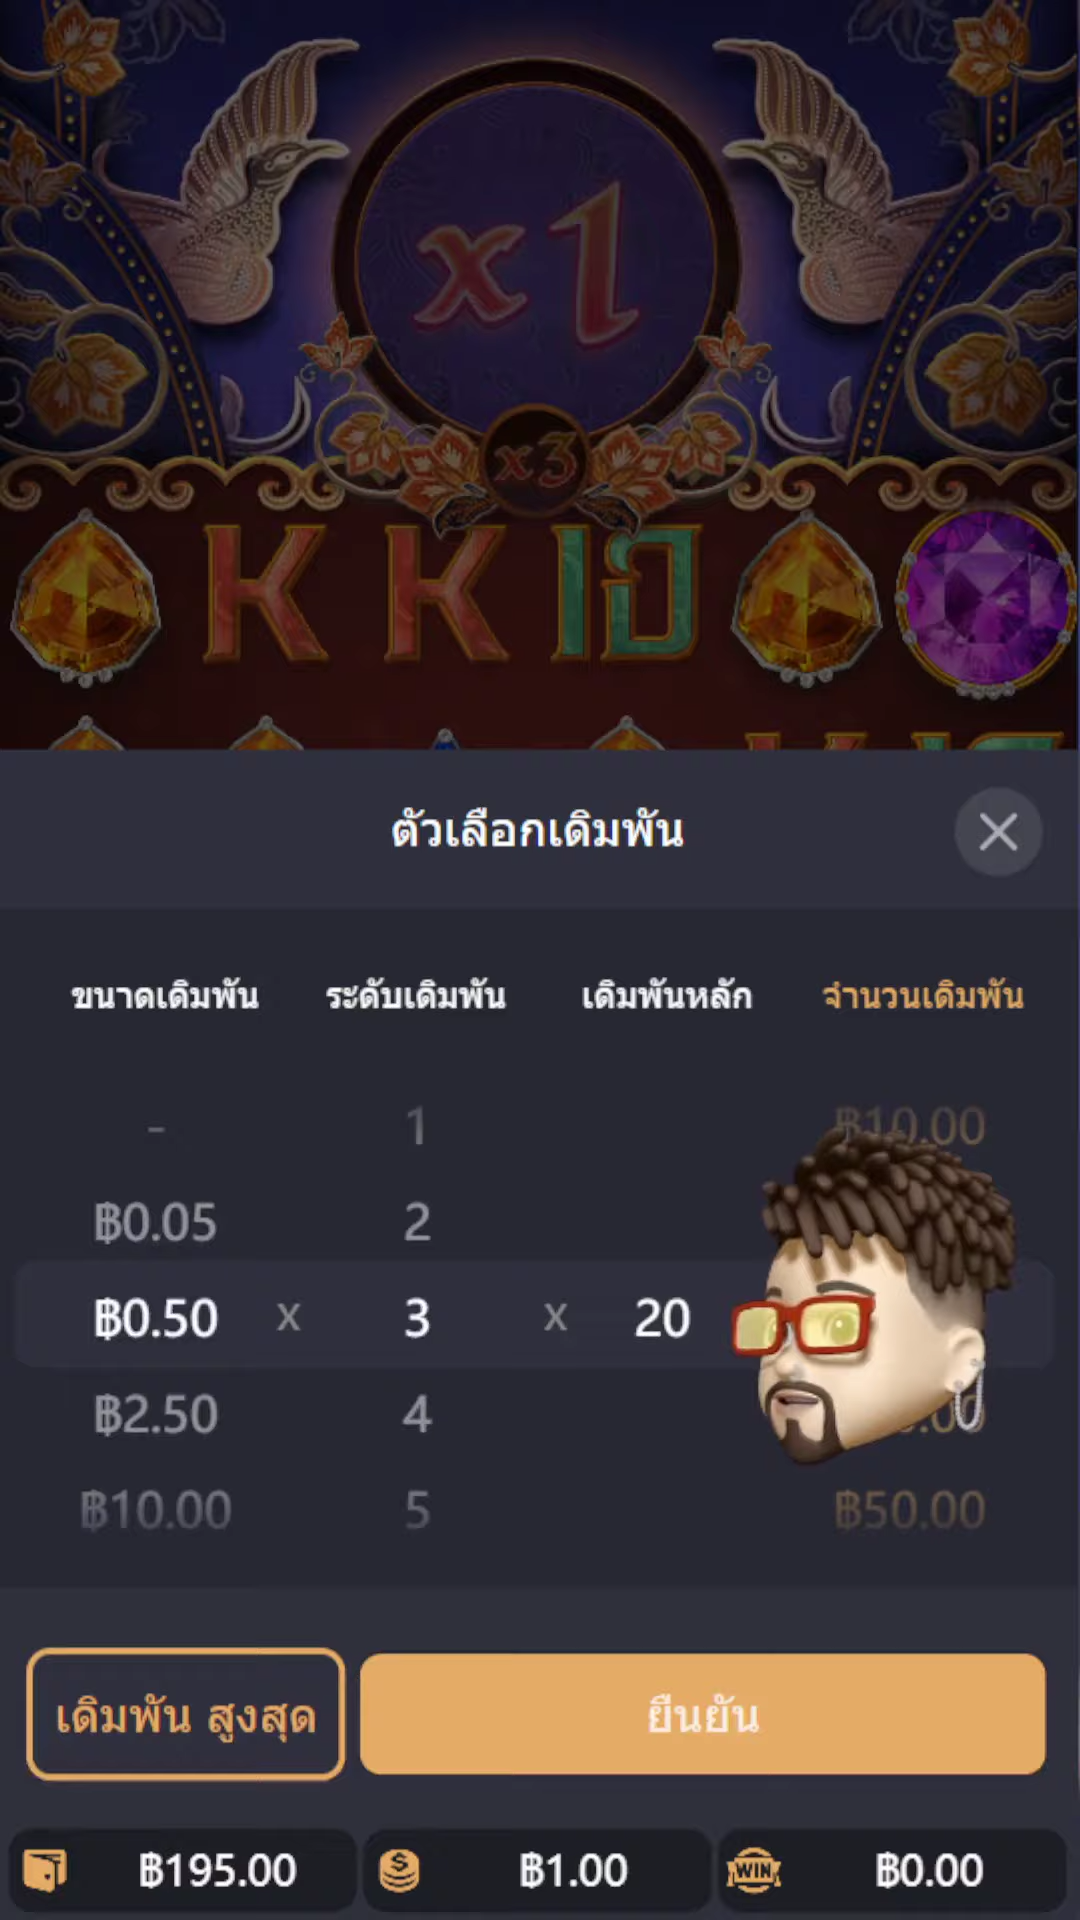 x1
x3
K K 10
ตัวเลือกเดิมพัน
ขนาดเดิมพัน ระดับเดิมพัน เดิมพันหลัก จำนวนเดิมพัน
- 1 ฿10.00
฿0.05 2
฿0.50 x 3 x 20
฿2.50 4
฿10.00 5 ฿50.00
เดิมพัน สูงสุด ยืนยัน
฿195.00 ฿1.00 WIN ฿0.00